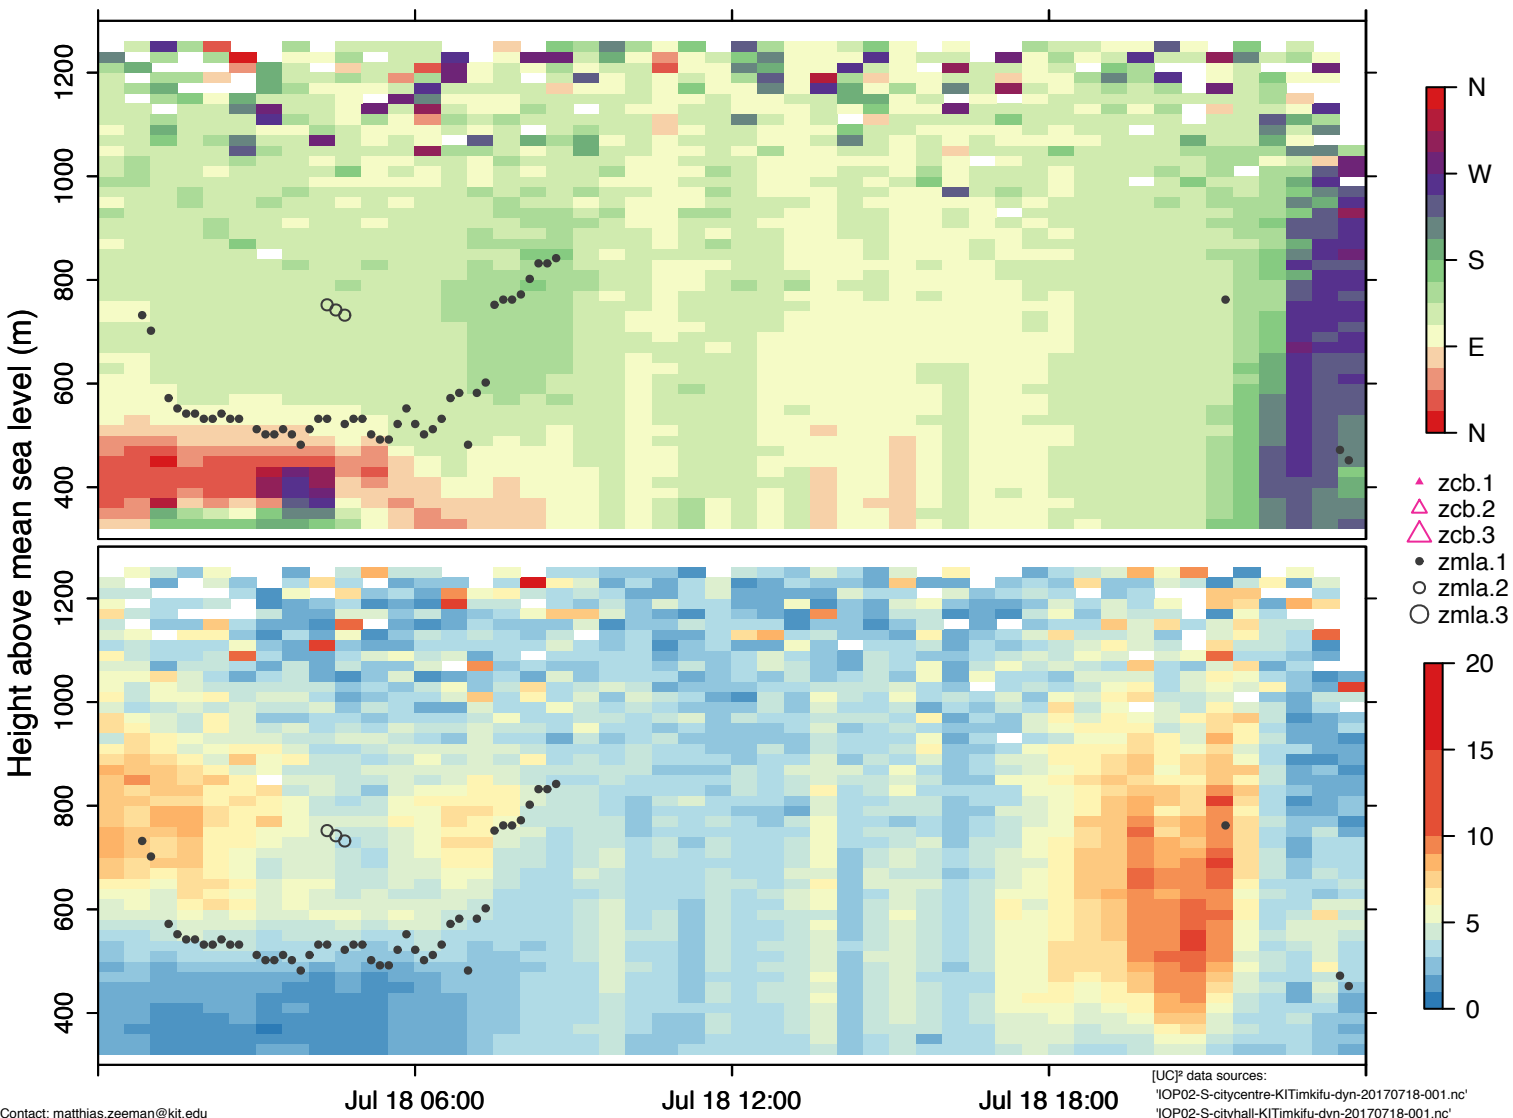 Height above mean sea level (m)
1200
1000
800
600
400
N
W
S
E
N
zcb.1
zcb.2
zcb.3
zmla.1
zmla.2
zmla.3
1200
1000
800
600
400
20
15
10
5
0
Jul 18 06:00
Jul 18 12:00
Jul 18 18:00
[UC]² data sources:
'IOP02-S-citycentre-KITimkifu-dyn-20170718-001.nc'
'IOP02-S-cityhall-KITimkifu-dyn-20170718-001.nc'
Contact: matthias.zeeman@kit.edu